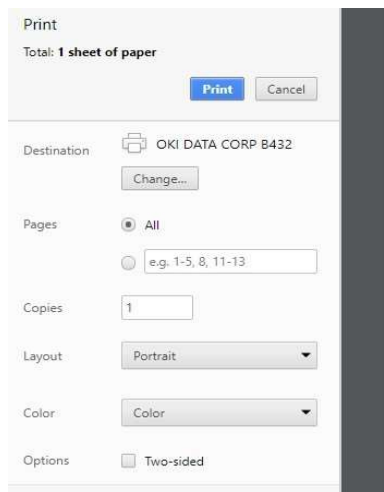 Print
Total: 1 sheet of paper
Print Cancel
Destination OKI DATA CORP B432
Change...
Pages All
e.g. 1-5, 8, 11-13
Copies 1
Layout Portrait
Color Color
Options Two-sided